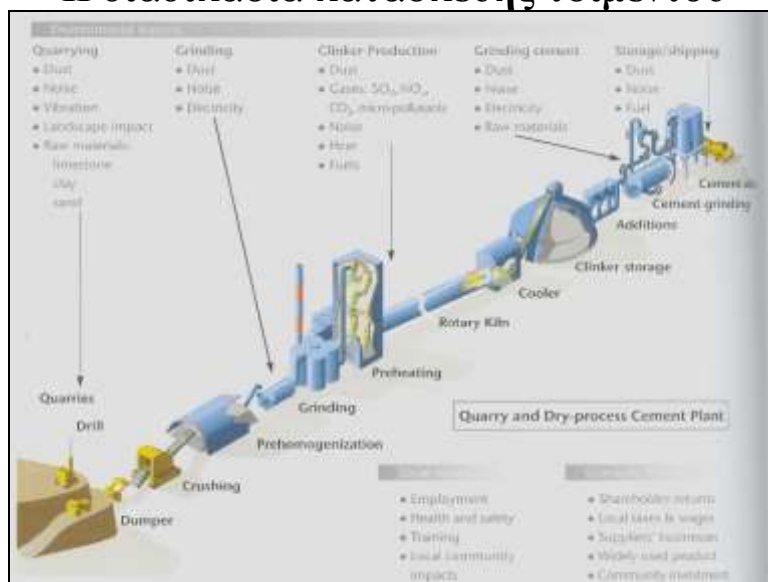 Quarrying
• Dust
• Noise
• Vibration
• Landscape impact
• Raw materials:
limestone
clay
sand
Grinding
• Dust
• Noise
• Electricity
Clinker Production
• Dust
• Gases: SO₂, NOₓ,
CO₂, micro-pollutants
• Noise
• Heat
• Fuels
Grinding cement
• Dust
• Noise
• Electricity
• Raw materials
Storage/shipping
• Dust
• Noise
• Fuel
Cement grinding
Additions
Clinker storage
Cooler
Rotary Kiln
Preheating
Grinding
Prehomogenization
Crushing
Dumper
Quarries
Drill
Quarry and Dry-process Cement Plant
• Employment
• Health and safety
• Training
• Local community
impacts
• Shareholder returns
• Local taxes & wages
• Suppliers' businesses
• Widely used product
• Community investment